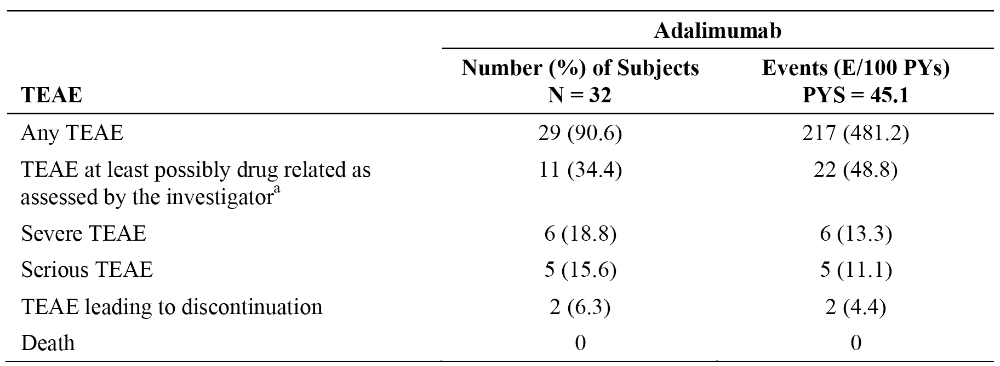 Adalimumab
Number (%) of Subjects Events (E/100 PYs)
TEAE N = 32 PYS = 45.1
Any TEAE 29 (90.6) 217 (481.2)
TEAE at least possibly drug related as 11 (34.4) 22 (48.8)
assessed by the investigatorᵃ
Severe TEAE 6 (18.8) 6 (13.3)
Serious TEAE 5 (15.6) 5 (11.1)
TEAE leading to discontinuation 2 (6.3) 2 (4.4)
Death 0 0